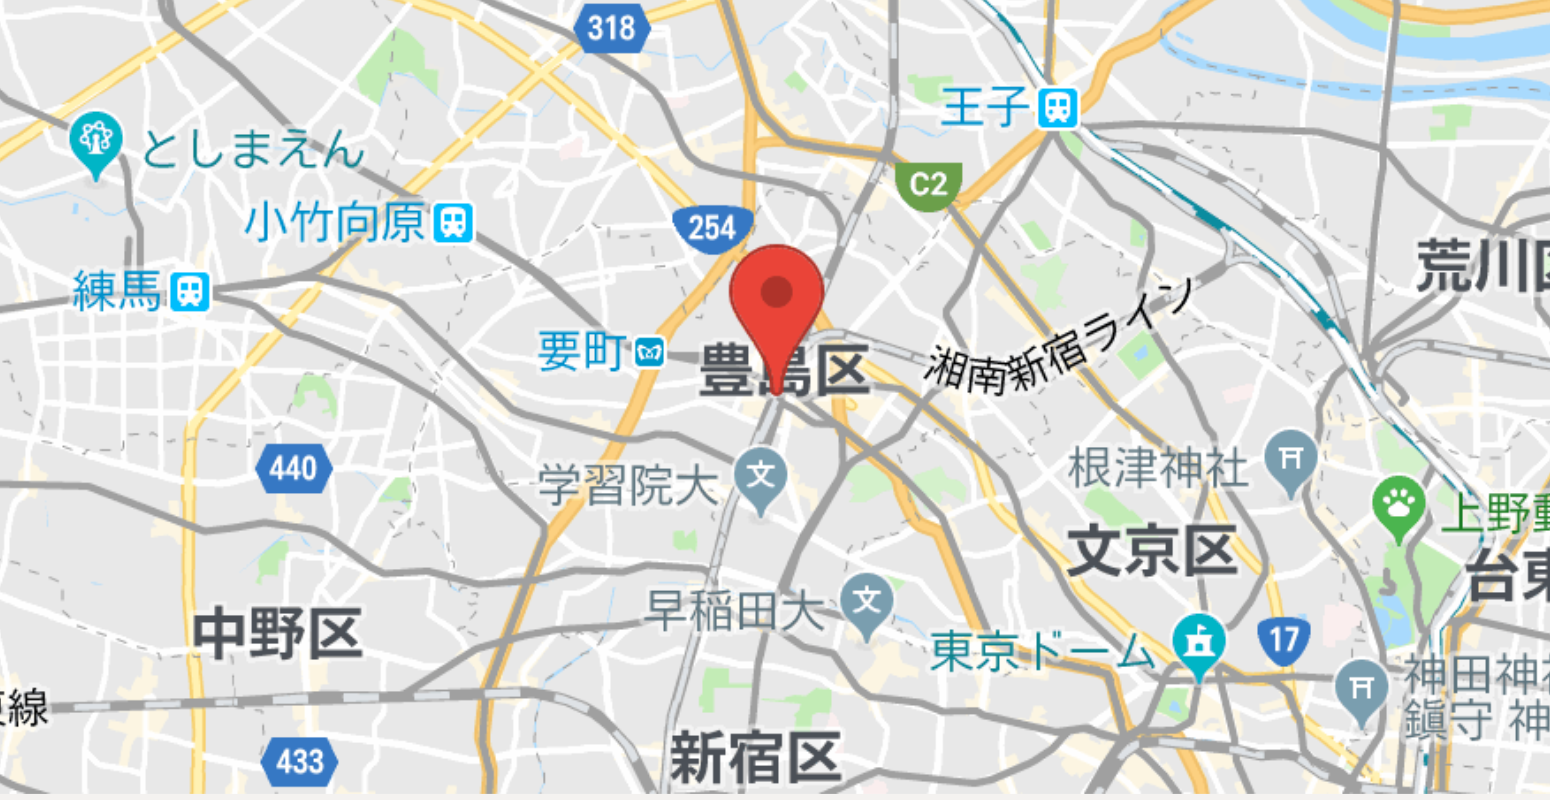 318
王子
としまえん
C2
小竹向原
254
練馬
荒川区
要町
豊島区
湘南新宿ライン
440
学習院大
根津神社
上野動
文京区
台東
早稲田大
中野区
東京ドーム
17
神田神社
鎮守 神
線
新宿区
433